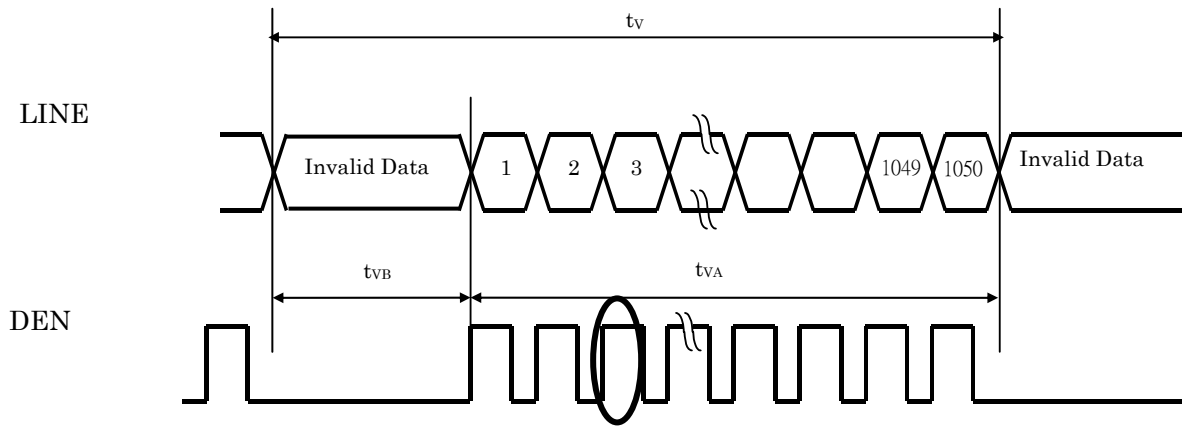 tV
LINE
Invalid Data 1 2 3 1049 1050 Invalid Data
tVB tVA
DEN